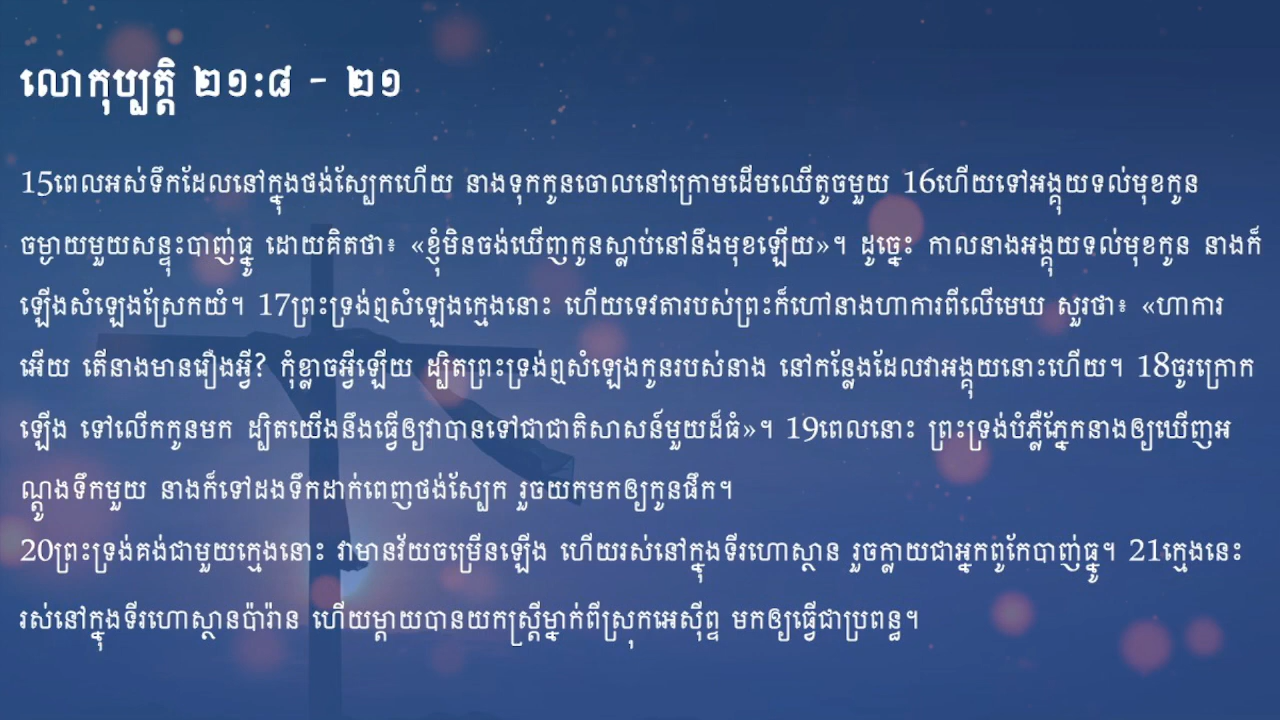 លោកុប្បត្តិ ២១:៨ - ២១
15ពេលអស់ទឹកដែលនៅក្នុងថង់ស្បែកហើយ នាងទុកកូនចោលនៅក្រោមដើមឈើតូចមួយ 16ហើយទៅអង្គុយទល់មុខកូន
ចម្ងាយមួយសន្ទុះបាញ់ធ្នូ ដោយគិតថា៖ «ខ្ញុំមិនចង់ឃើញកូនស្លាប់នៅនឹងមុខឡើយ»។ ដូច្នេះ កាលនាងអង្គុយទល់មុខកូន នាងក៏
ឡើងសំឡេងស្រែកយំ។ 17ព្រះទ្រង់ឮសំឡេងក្មេងនោះ ហើយទេវតារបស់ព្រះក៏ហៅនាងហាការពីលើមេឃ សួរថា៖ «ហាការ
អើយ តើនាងមានរឿងអ្វី? កុំខ្លាចអ្វីឡើយ ដ្បិតព្រះទ្រង់ឮសំឡេងកូនរបស់នាង នៅកន្លែងដែលវាអង្គុយនោះហើយ។ 18ចូរក្រោក
ឡើង ទៅលើកកូនមក ដ្បិតយើងនឹងធ្វើឲ្យវាបានទៅជាជាតិសាសន៍មួយដ៏ធំ»។ 19ពេលនោះ ព្រះទ្រង់បំភ្លឺភ្នែកនាងឲ្យឃើញអ
ណ្តូងទឹកមួយ នាងក៏ទៅដងទឹកដាក់ពេញថង់ស្បែក រួចយកមកឲ្យកូនផឹក។
20ព្រះទ្រង់គង់ជាមួយក្មេងនោះ វាមានវ័យចម្រើនឡើង ហើយរស់នៅក្នុងទីរហោស្ថាន រួចក្លាយជាអ្នកពូកែបាញ់ធ្នូ។ 21ក្មេងនេះ
រស់នៅក្នុងទីរហោស្ថានប៉ារ៉ាន ហើយម្តាយបានយកស្ត្រីម្នាក់ពីស្រុកអេស៊ីព្ទ មកឲ្យធ្វើជាប្រពន្ធ។